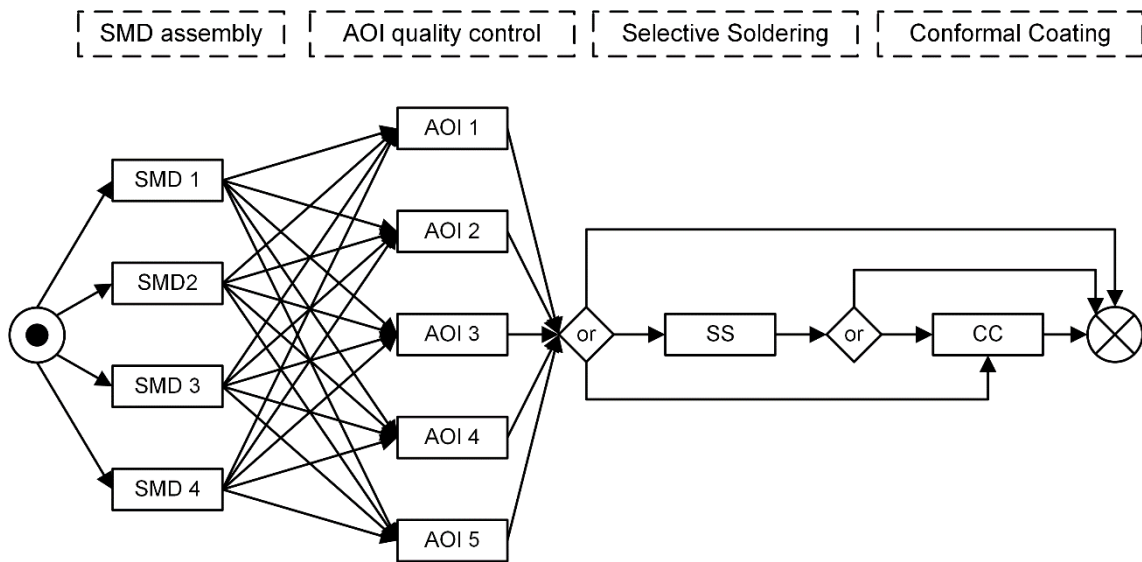 SMD assembly
AOI quality control
Selective Soldering
Conformal Coating
SMD 1
SMD2
SMD 3
SMD 4
AOI 1
AOI 2
AOI 3
AOI 4
AOI 5
or
SS
or
CC